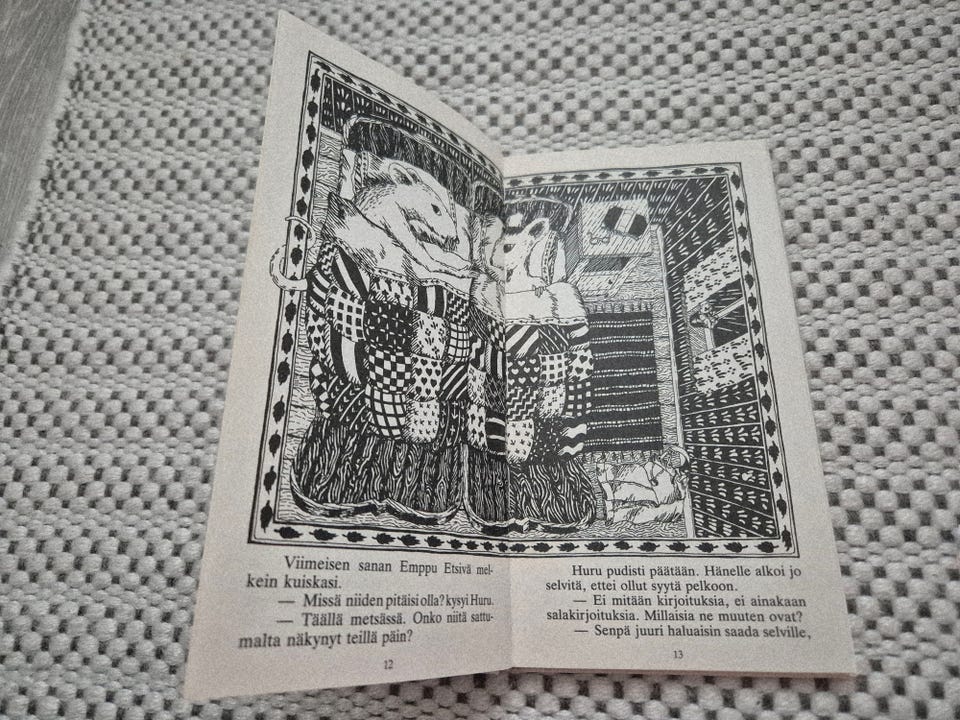 Viimeisen sanan Emppu Etsivä mel-
kein kuiskasi.
— Missä niiden pitäisi olla? kysyi Huru.
— Täällä metsässä. Onko niitä sattu-
malta näkynyt teillä päin?
12
Huru pudisti päätään. Hänelle alkoi jo
selvitä, ettei ollut syytä pelkoon.
— Ei mitään kirjoituksia, ei ainakaan
salakirjoituksia. Millaisia ne muuten ovat?
— Senpä juuri haluaisin saada selville,
13